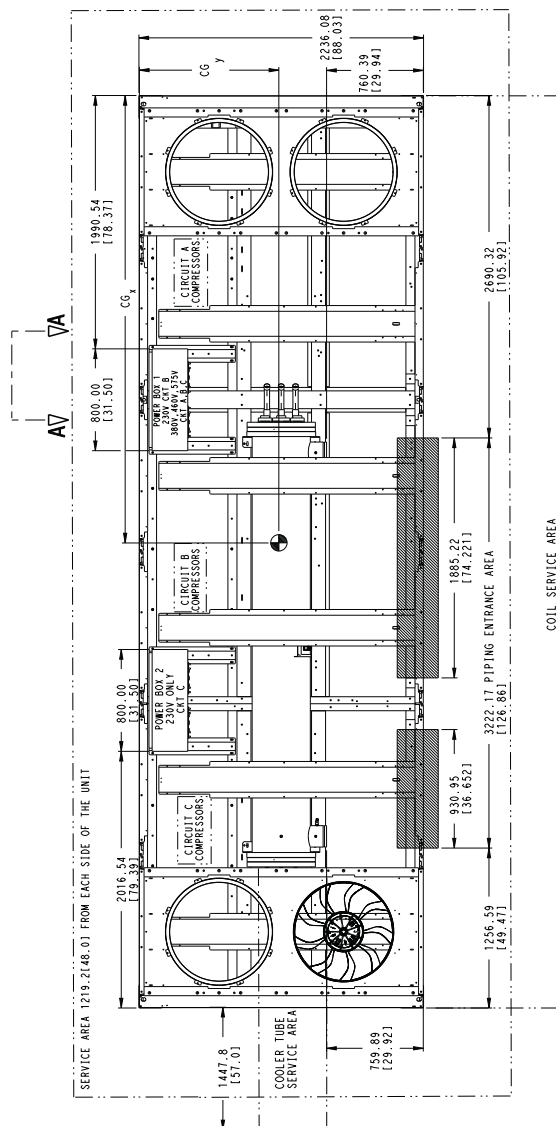 2236.08
[88.03]
CG y
760.39
[29.94]
1990.54
[78.37]
CG x
2690.32
[105.92]
CIRCUIT A
COMPRESSORS
A
A
800.00
[31.50]
POWER BOX 1
230V CKT B
380V,460V,575V
CKT A,B,C
1885.22
[74.221]
3222.17 PIPING ENTRANCE AREA
[126.86]
COIL SERVICE AREA
CIRCUIT B
COMPRESSORS
800.00
[31.50]
POWER BOX 2
230V ONLY
CKT C
930.95
[36.652]
CIRCUIT C
COMPRESSORS
2016.54
[79.39]
SERVICE AREA 1219.2[48.0] FROM EACH SIDE OF THE UNIT
1256.59
[49.47]
1447.8
[57.0]
COOLER TUBE
SERVICE AREA
759.89
[29.92]